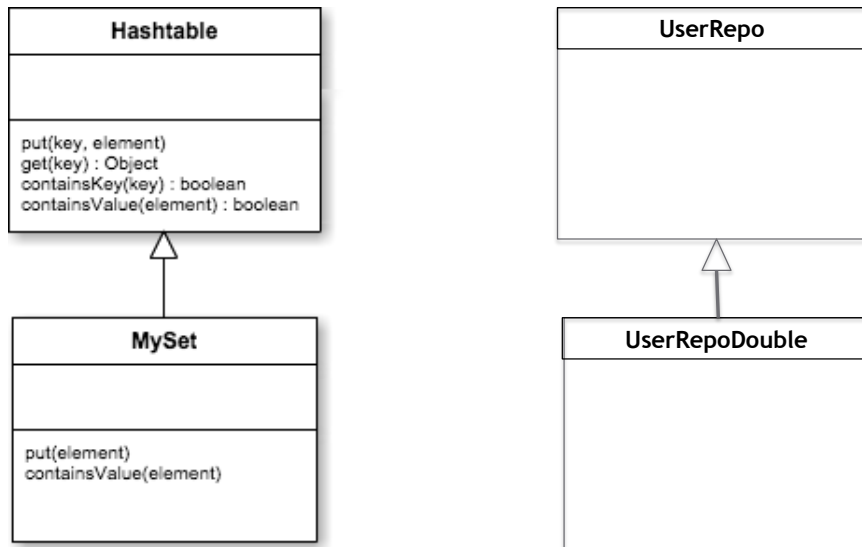 Hashtable
put(key, element)
get(key) : Object
containsKey(key) : boolean
containsValue(element) : boolean
MySet
put(element)
containsValue(element)
UserRepo
UserRepoDouble